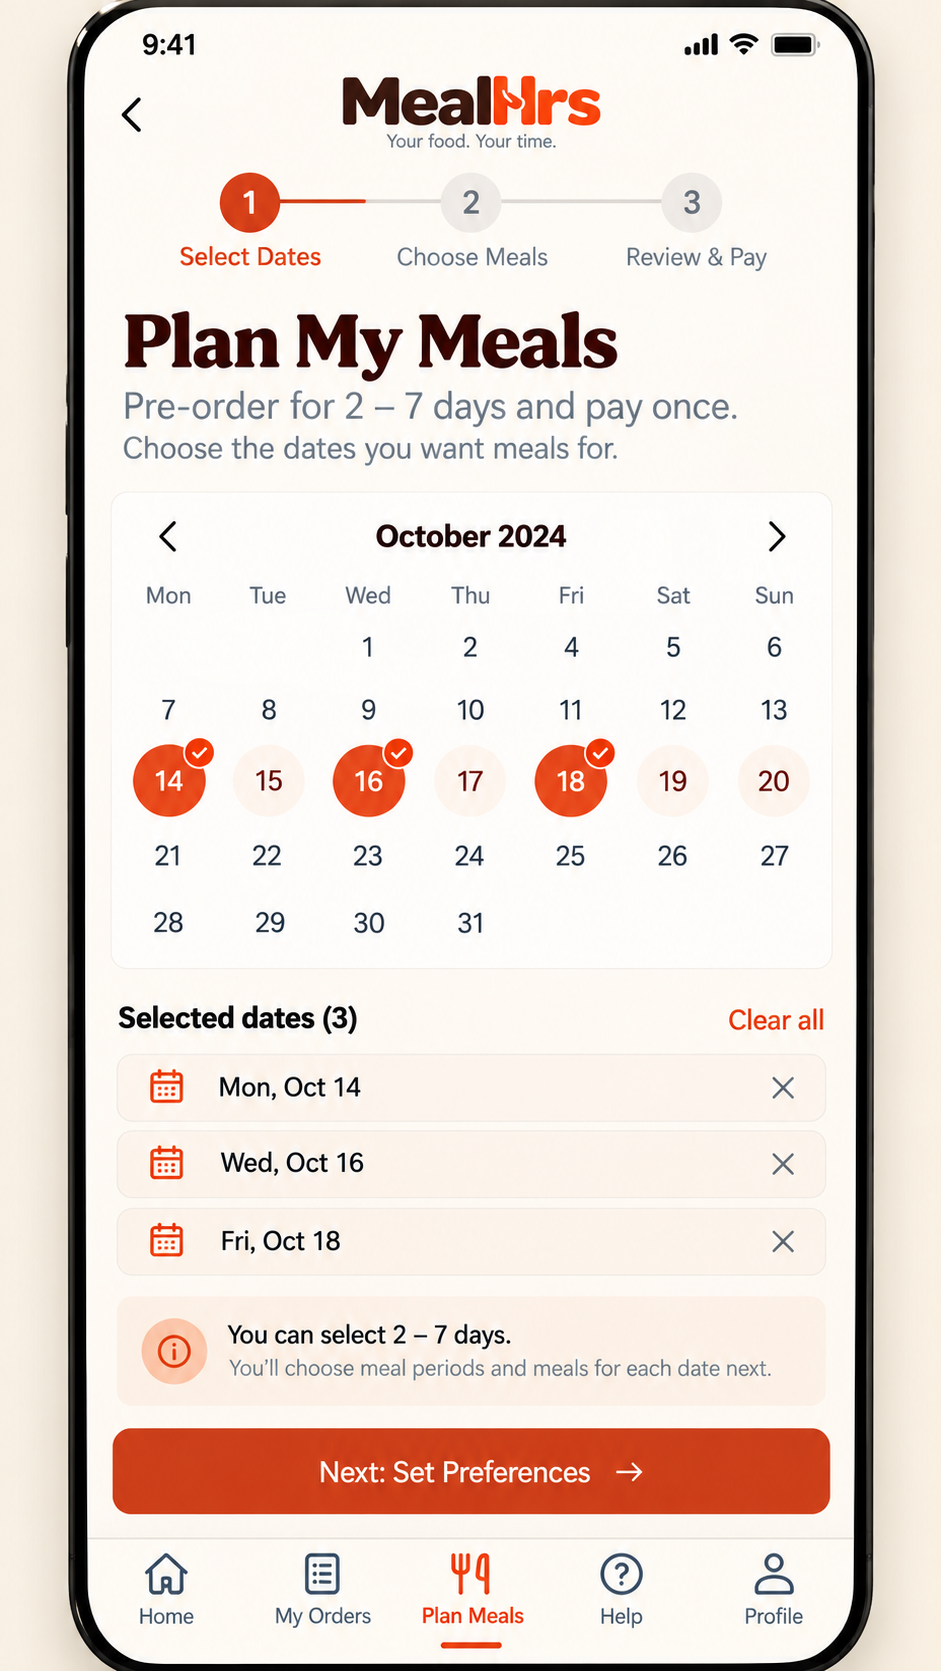 9:41
MealHrs
Your food. Your time.
1 2 3
Select Dates Choose Meals Review & Pay
Plan My Meals
Pre-order for 2 – 7 days and pay once.
Choose the dates you want meals for.
October 2024
Mon Tue Wed Thu Fri Sat Sun
1 2 4 5 6
7 8 9 10 11 12 13
14 15 16 17 18 19 20
21 22 23 24 25 26 27
28 29 30 31
Selected dates (3) Clear all
Mon, Oct 14
Wed, Oct 16
Fri, Oct 18
You can select 2 – 7 days.
You'll choose meal periods and meals for each date next.
Next: Set Preferences →
Home My Orders Plan Meals Help Profile